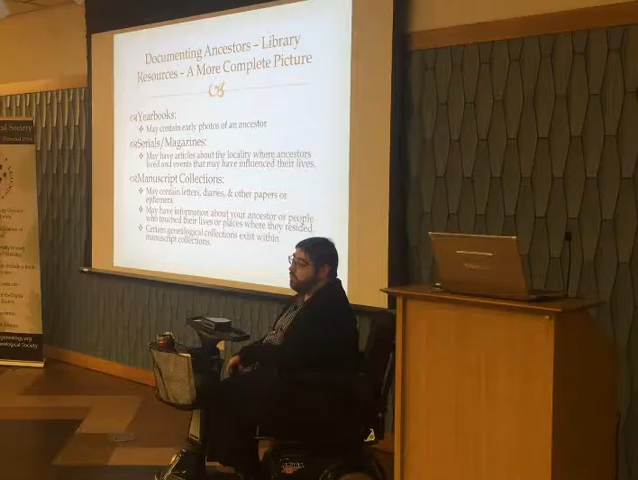 Documenting Ancestors – Library
Resources – A More Complete Picture
Yearbooks:
❖ May contain early photos of an ancestor
Serials/Magazines:
❖ May have articles about the locality where ancestors
lived and events that may have influenced their lives.
Manuscript Collections:
❖ May contain letters, diaries, & other papers or
ephemera
❖ May have information about your ancestor or people
who touched their lives or places where they resided.
❖ Certain genealogical collections exist within
manuscript collections.
Society